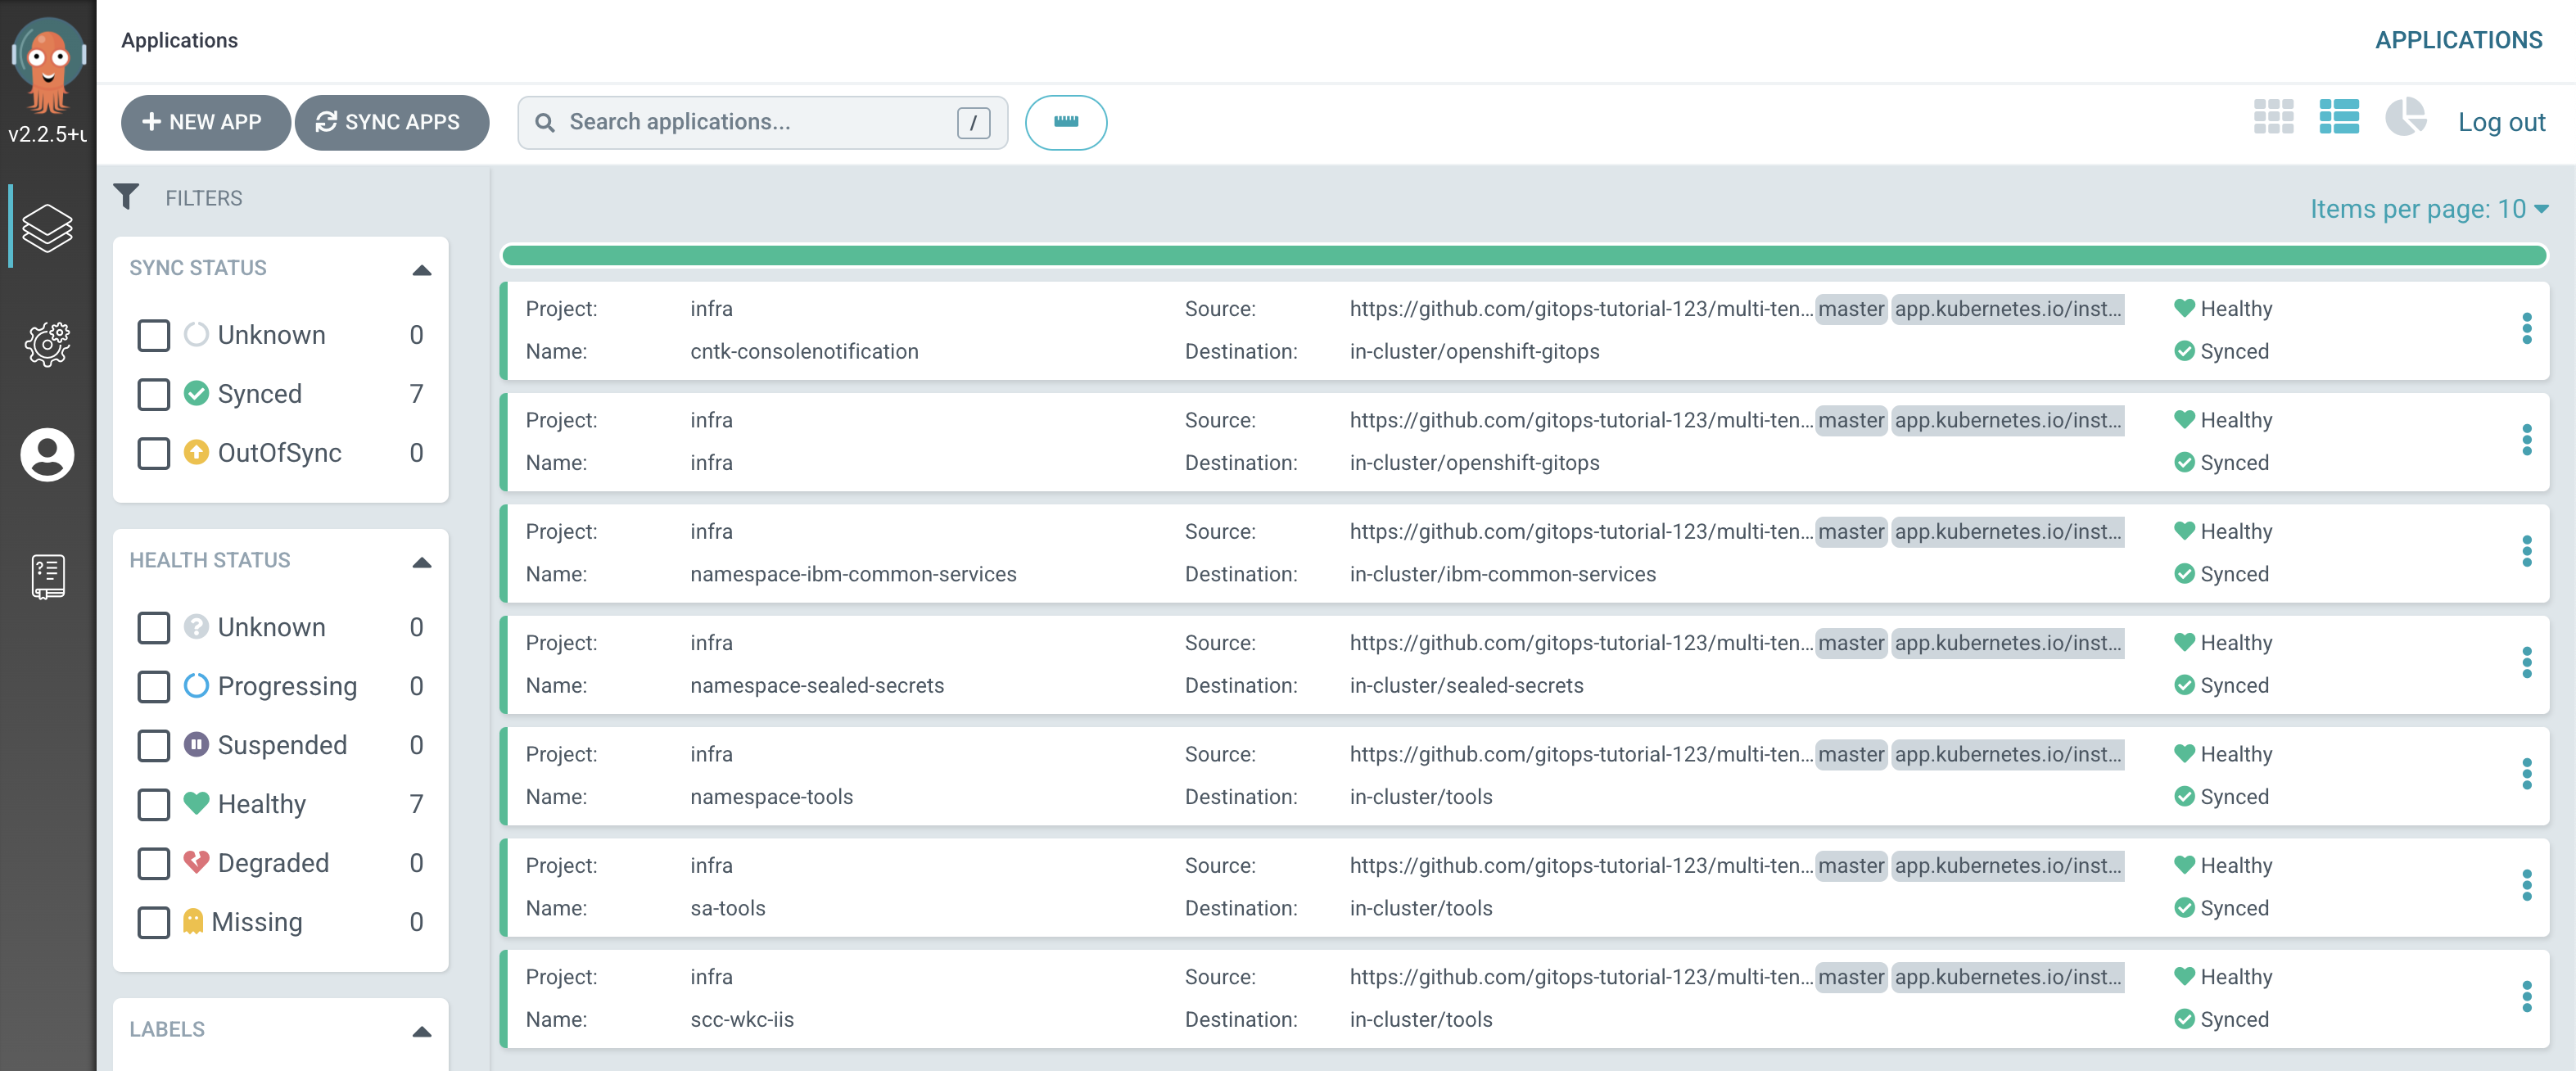 Applications
APPLICATIONS
v2.2.5+
NEW APP
SYNC APPS
Search applications...
/
Log out
FILTERS
Items per page: 10
SYNC STATUS
Unknown 0
Synced 7
OutOfSync 0
HEALTH STATUS
Unknown 0
Progressing 0
Suspended 0
Healthy 7
Degraded 0
Missing 0
LABELS
Project: infra Source: https://github.com/gitops-tutorial-123/multi-ten... master app.kubernetes.io/inst... Healthy
Name: cntk-consolenotification Destination: in-cluster/openshift-gitops Synced
Project: infra Source: https://github.com/gitops-tutorial-123/multi-ten... master app.kubernetes.io/inst... Healthy
Name: infra Destination: in-cluster/openshift-gitops Synced
Project: infra Source: https://github.com/gitops-tutorial-123/multi-ten... master app.kubernetes.io/inst... Healthy
Name: namespace-ibm-common-services Destination: in-cluster/ibm-common-services Synced
Project: infra Source: https://github.com/gitops-tutorial-123/multi-ten... master app.kubernetes.io/inst... Healthy
Name: namespace-sealed-secrets Destination: in-cluster/sealed-secrets Synced
Project: infra Source: https://github.com/gitops-tutorial-123/multi-ten... master app.kubernetes.io/inst... Healthy
Name: namespace-tools Destination: in-cluster/tools Synced
Project: infra Source: https://github.com/gitops-tutorial-123/multi-ten... master app.kubernetes.io/inst... Healthy
Name: sa-tools Destination: in-cluster/tools Synced
Project: infra Source: https://github.com/gitops-tutorial-123/multi-ten... master app.kubernetes.io/inst... Healthy
Name: scc-wkc-iis Destination: in-cluster/tools Synced